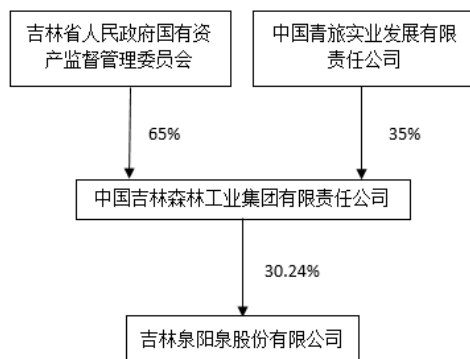 吉林省人民政府国有资
产监督管理委员会
中国青旅实业发展有限
责任公司
65%
35%
中国吉林森林工业集团有限责任公司
30.24%
吉林泉阳泉股份有限公司